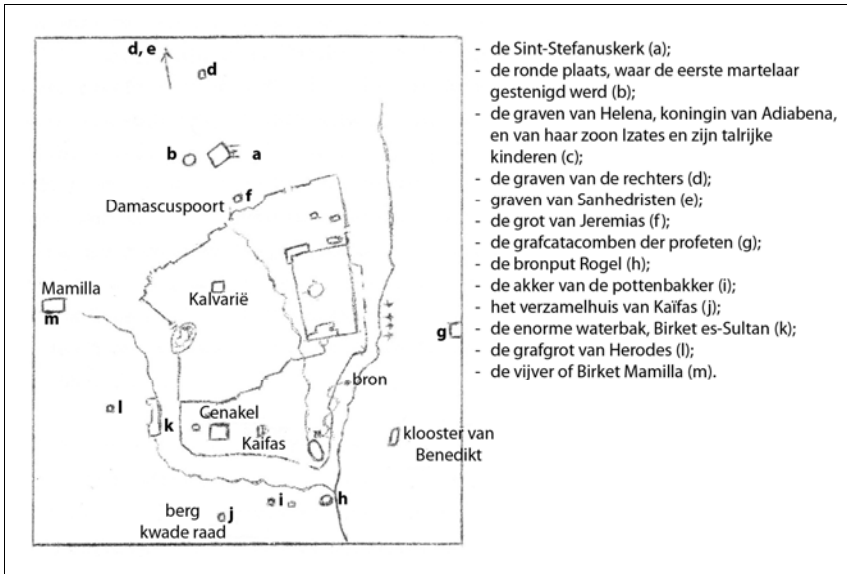 d, e
d
b
a
f
Damascuspoort
Mamilla
m
Kalvarië
g
bron
l
k
Cenakel
Kaifas
klooster van
Benedikt
i
h
berg
kwade raad
j
- de Sint-Stefanuskerk (a);
- de ronde plaats, waar de eerste martelaar
gestenigd werd (b);
- de graven van Helena, koningin van Adiabena,
en van haar zoon Izates en zijn talrijke
kinderen (c);
- de graven van de rechters (d);
- graven van Sanhedristen (e);
- de grot van Jeremias (f);
- de grafcatacomben der profeten (g);
- de bronput Rogel (h);
- de akker van de pottenbakker (i);
- het verzamelhuis van Kaïfas (j);
- de enorme waterbak, Birket es-Sultan (k);
- de grafgrot van Herodes (l);
- de vijver of Birket Mamilla (m).